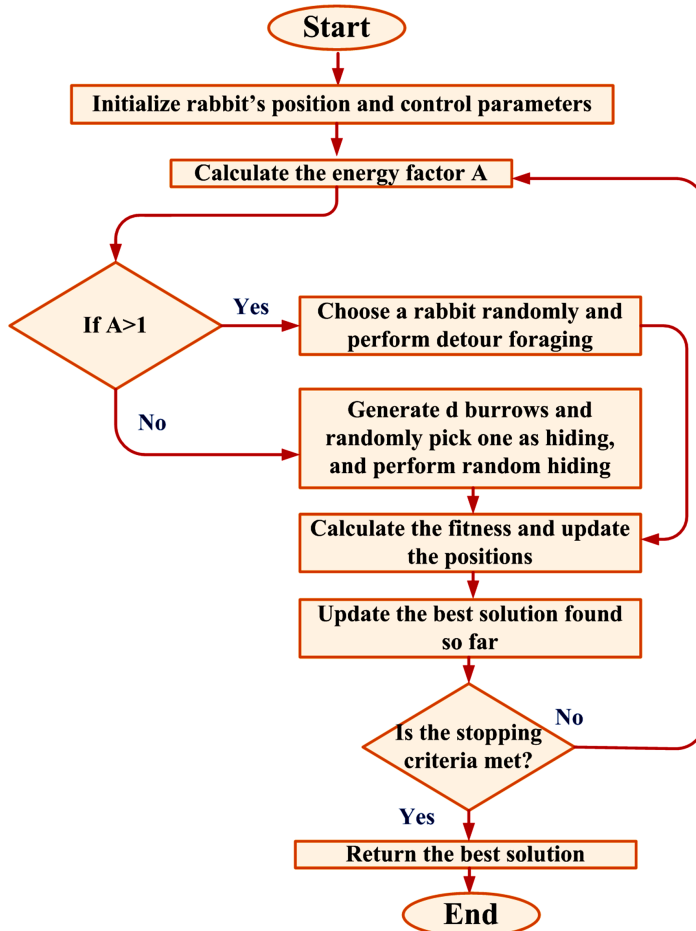 Start
Initialize rabbit's position and control parameters
Calculate the energy factor A
If A>1
Yes
Choose a rabbit randomly and
perform detour foraging
No
Generate d burrows and
randomly pick one as hiding,
and perform random hiding
Calculate the fitness and update
the positions
Update the best solution found
so far
Is the stopping
criteria met?
No
Yes
Return the best solution
End